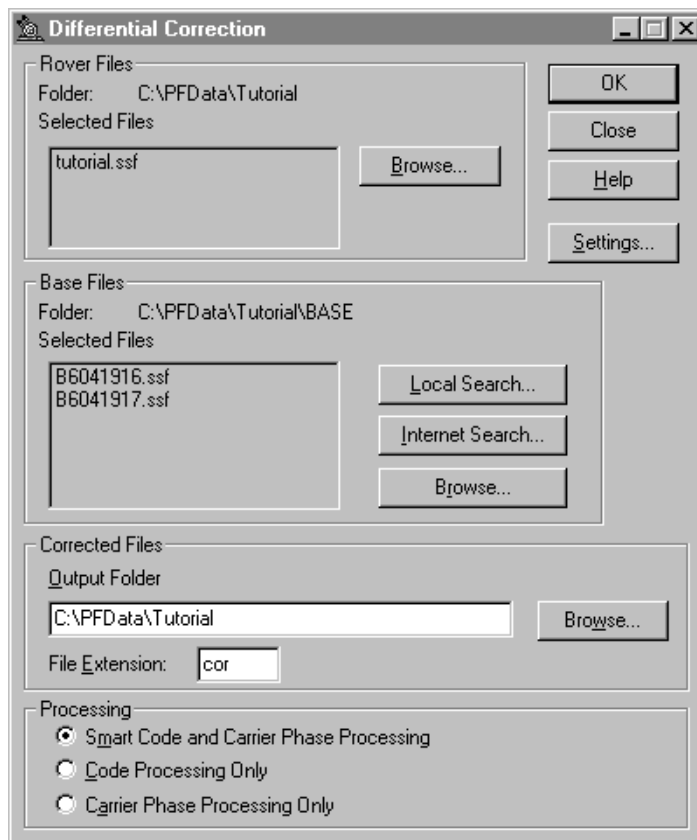 Differential Correction
Rover Files
Folder: C:\PFData\Tutorial
Selected Files
tutorial.ssf
Browse...
OK
Close
Help
Settings...
Base Files
Folder: C:\PFData\Tutorial\BASE
Selected Files
B6041916.ssf
B6041917.ssf
Local Search...
Internet Search...
Browse...
Corrected Files
Output Folder
C:\PFData\Tutorial
Browse...
File Extension: cor
Processing
Smart Code and Carrier Phase Processing
Code Processing Only
Carrier Phase Processing Only